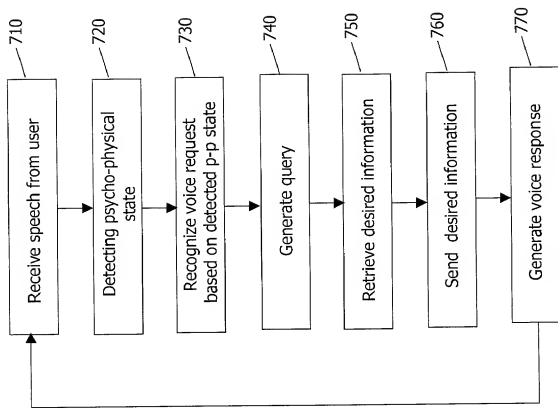 710
Receive speech from user
720
Detecting psycho-physical
state
730
Recognize voice request
based on detected p-p state
740
Generate query
750
Retrieve desired information
760
Send desired information
770
Generate voice response